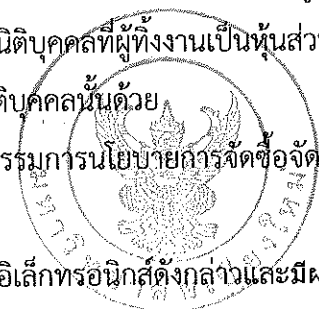 นิติบุคคลที่ผู้ทิ้งงานเป็นหุ้นส่ว
ติบุคคลนั้นด้วย
รรมการนโยบายการจัดซื้อจัด
อิเล็กทรอนิกส์ดังกล่าวและมีผ